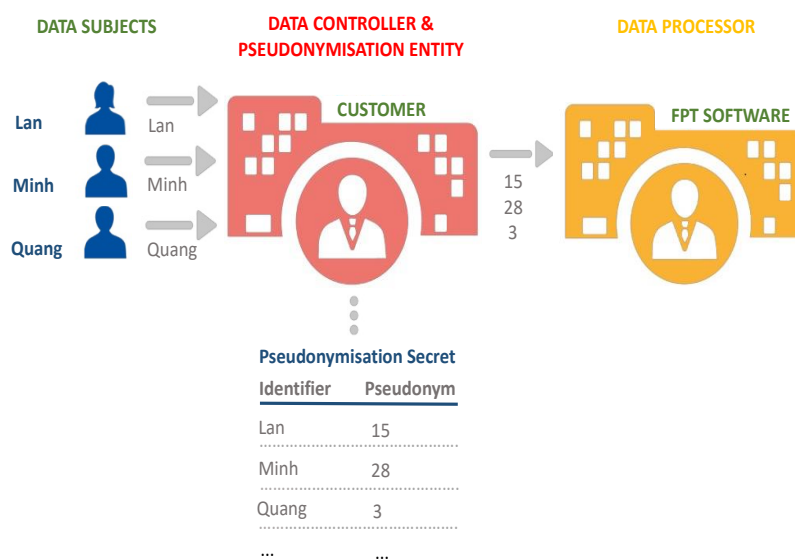 DATA SUBJECTS
DATA CONTROLLER &
PSEUDONYMISATION ENTITY
DATA PROCESSOR
CUSTOMER
FPT SOFTWARE
Lan
Lan
Minh
Minh
Quang
Quang
15
28
3
Pseudonymisation Secret
Identifier Pseudonym
Lan 15
Minh 28
Quang 3
... ...